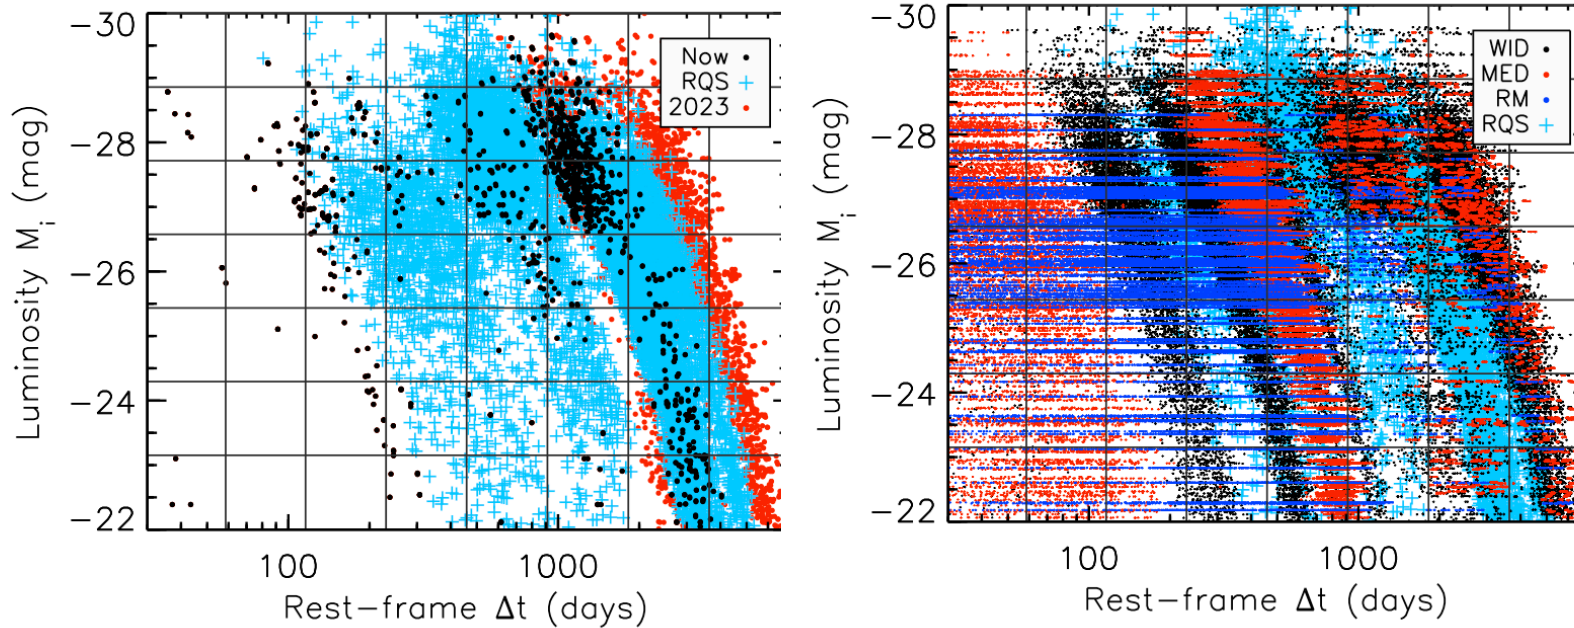 −30
−28
−26
−24
−22
Luminosity M_i (mag)
Now
RQS
2023
100
1000
Rest−frame Δt (days)
−30
−28
−26
−24
−22
Luminosity M_i (mag)
WID
MED
RM
RQS
100
1000
Rest−frame Δt (days)